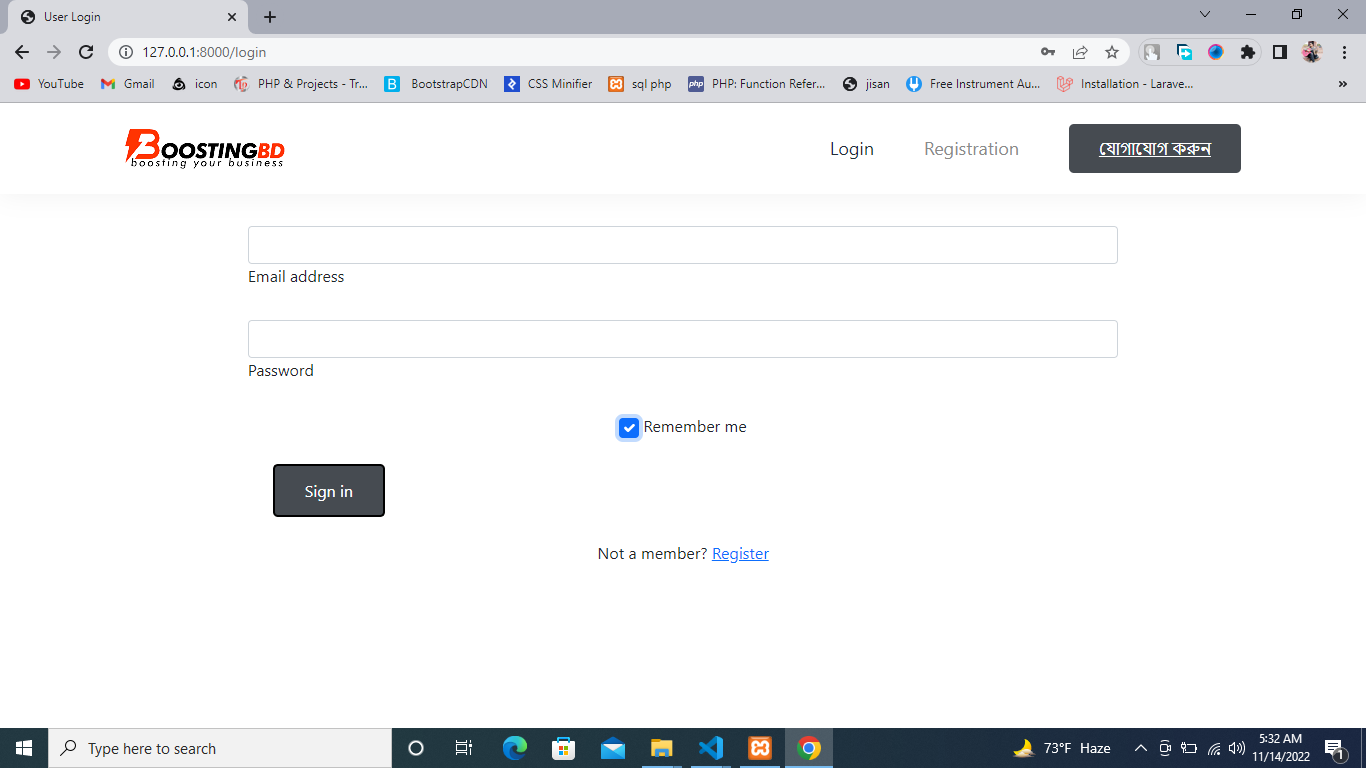 User Login
127.0.0.1:8000/login
YouTube Gmail icon PHP & Projects - Tr... BootstrapCDN CSS Minifier sql php php PHP: Function Refer... jisan Free Instrument Au... Installation - Larave... »
BOOSTINGBD
boosting your business
Login Registration যোগাযোগ করুন
Email address
Password
Remember me
Sign in
Not a member? Register
Type here to search
73°F Haze
5:32 AM
11/14/2022
1